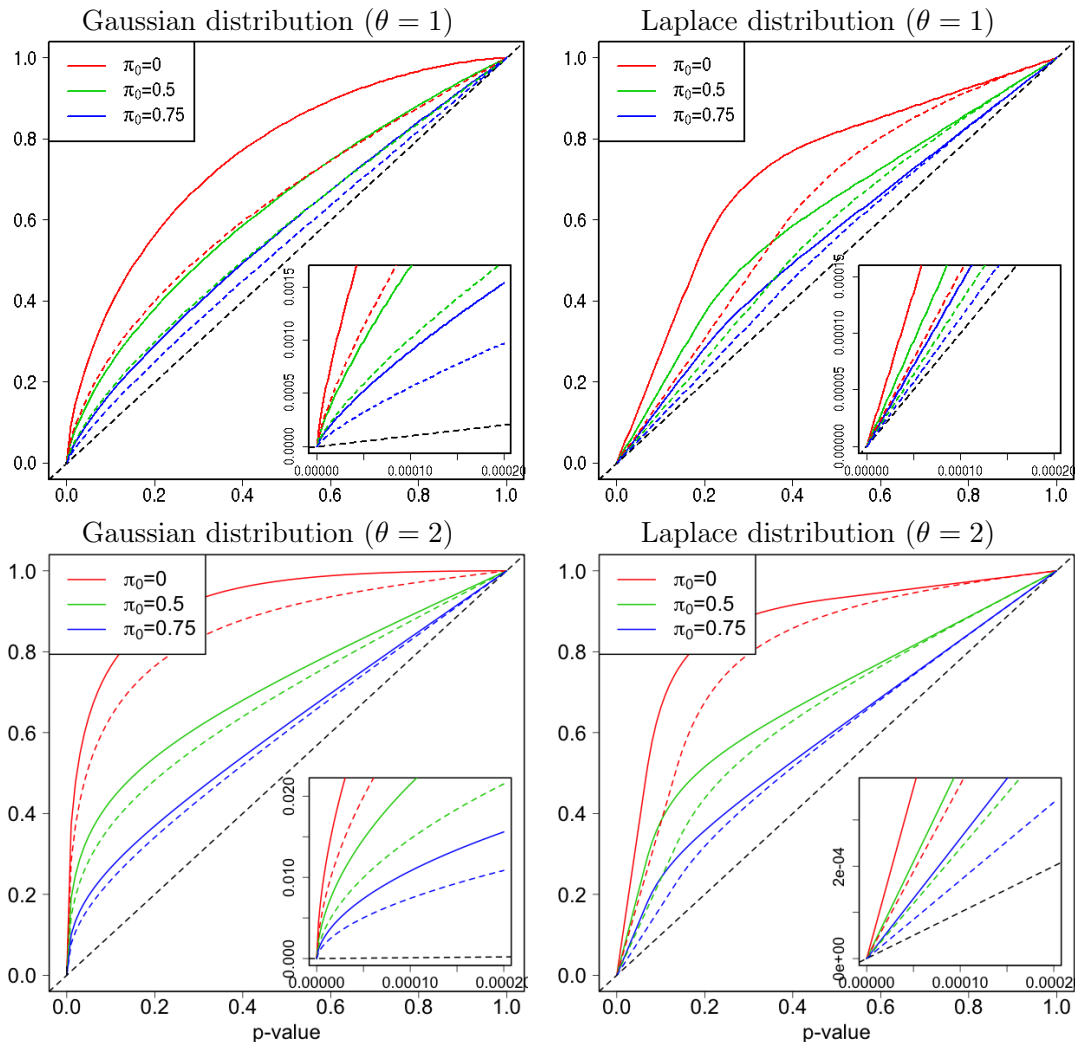 Gaussian distribution (θ = 1)
π₀=0
π₀=0.5
π₀=0.75
1.0
0.8
0.6
0.4
0.2
0.0
0.0 0.2 0.4 0.6 0.8 1.0
0.0015
0.0010
0.0005
0.0000
0.00000 0.00010 0.00020
Laplace distribution (θ = 1)
π₀=0
π₀=0.5
π₀=0.75
1.0
0.8
0.6
0.4
0.2
0.0
0.0 0.2 0.4 0.6 0.8 1.0
0.00015
0.00010
0.00005
0.00000
0.00000 0.00010 0.00020
Gaussian distribution (θ = 2)
π₀=0
π₀=0.5
π₀=0.75
1.0
0.8
0.6
0.4
0.2
0.0
0.0 0.2 0.4 0.6 0.8 1.0
p-value
0.020
0.010
0.000
0.00000 0.00010 0.00020
Laplace distribution (θ = 2)
π₀=0
π₀=0.5
π₀=0.75
1.0
0.8
0.6
0.4
0.2
0.0
0.0 0.2 0.4 0.6 0.8 1.0
p-value
2e-04
0e+00
0.00000 0.00010 0.00020